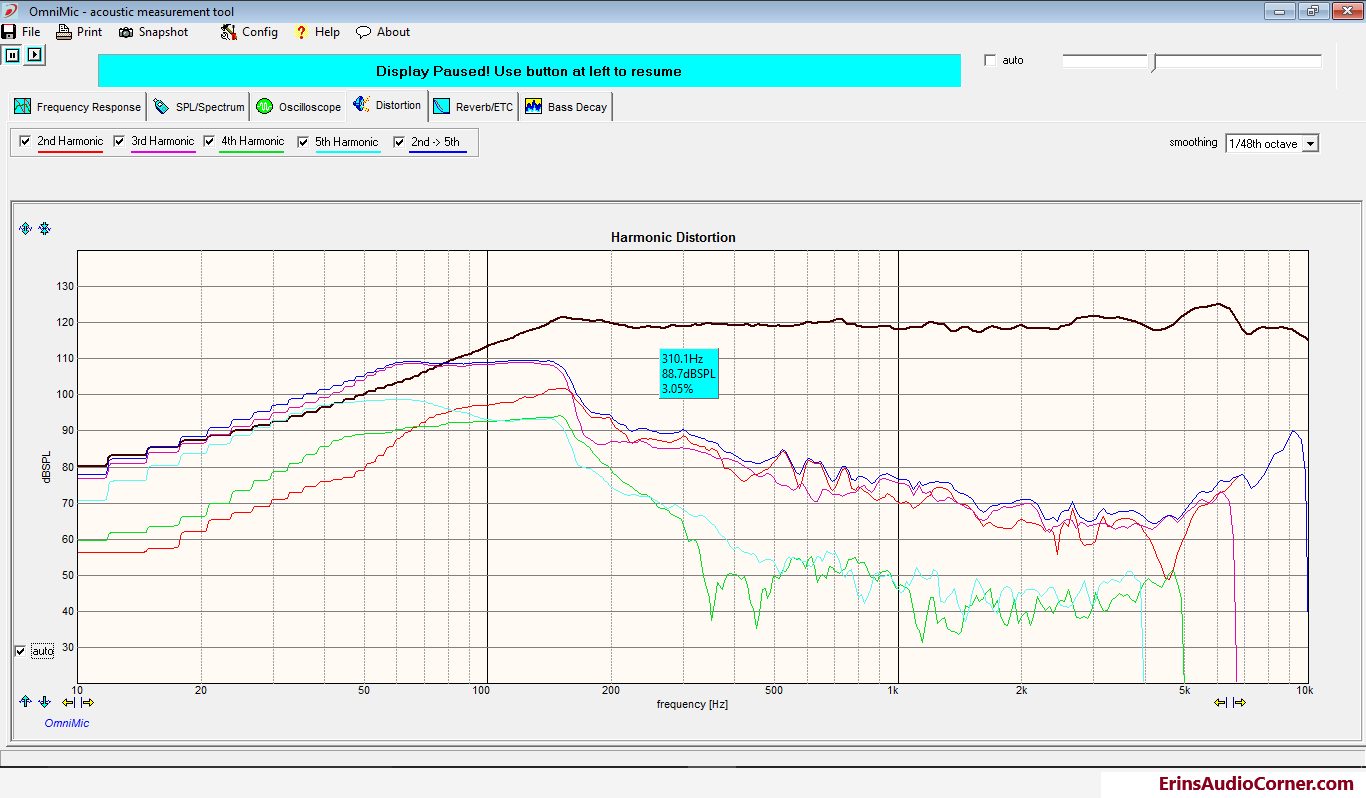 OmniMic - acoustic measurement tool
File Print Snapshot Config ? Help About
Display Paused! Use button at left to resume
auto
Frequency Response SPL/Spectrum Oscilloscope Distortion Reverb/ETC Bass Decay
2nd Harmonic 3rd Harmonic 4th Harmonic 5th Harmonic 2nd -> 5th
smoothing 1/48th octave
Harmonic Distortion
130
120
110
100
90
80
70
60
50
40
30
dBSPL
310.1Hz
88.7dBSPL
3.05%
auto
10 20 50 100 200 500 1k 2k 5k 10k
frequency [Hz]
OmniMic
ErinsAudioCorner.com